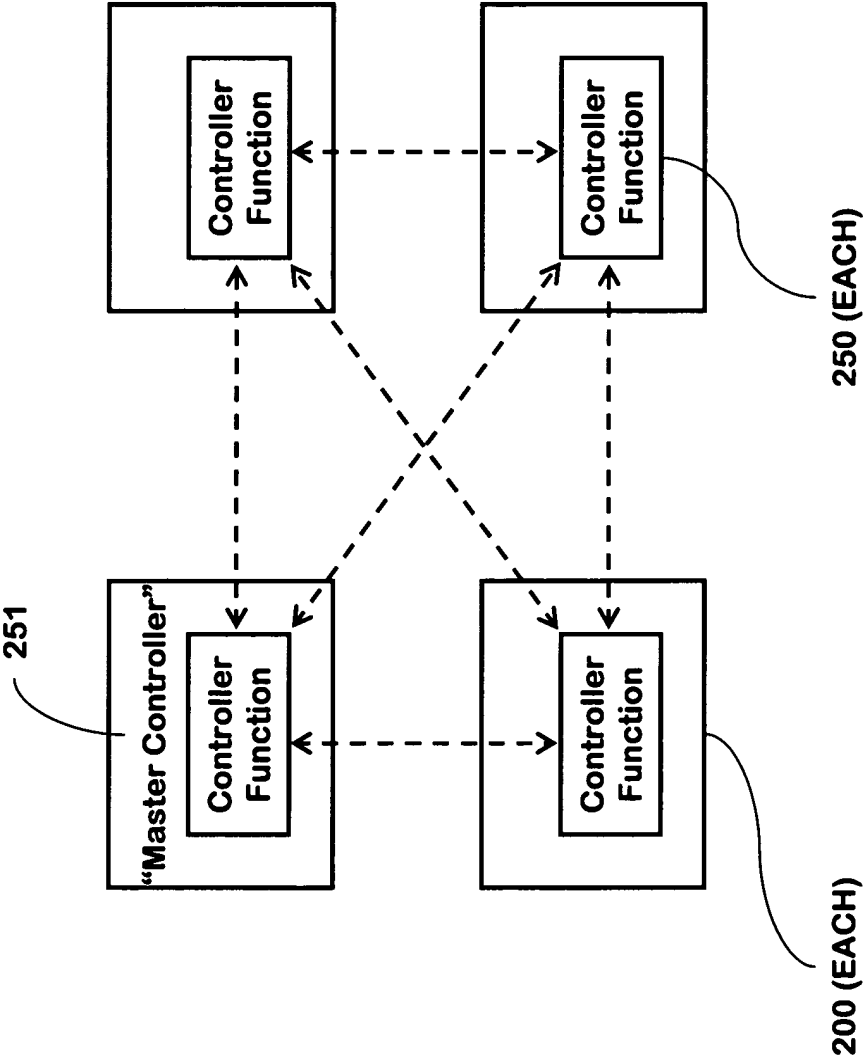 251
“Master Controller”
Controller
Function
Controller
Function
Controller
Function
Controller
Function
200 (EACH)
250 (EACH)